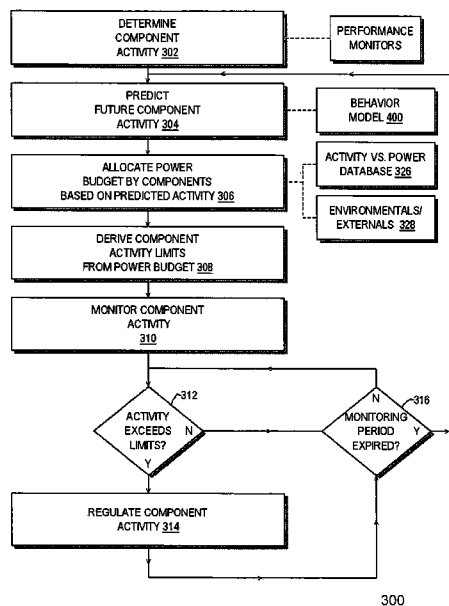 DETERMINE
COMPONENT
ACTIVITY 302
PERFORMANCE
MONITORS
PREDICT
FUTURE COMPONENT
ACTIVITY 304
BEHAVIOR
MODEL 400
ALLOCATE POWER
BUDGET BY COMPONENTS
BASED ON PREDICTED ACTIVITY 306
ACTIVITY VS. POWER
DATABASE 326
ENVIRONMENTALS/
EXTERNALS 328
DERIVE COMPONENT
ACTIVITY LIMITS
FROM POWER BUDGET 308
MONITOR COMPONENT
ACTIVITY
310
312
ACTIVITY
EXCEEDS
LIMITS?
N
Y
316
N
MONITORING
PERIOD
EXPIRED?
Y
REGULATE COMPONENT
ACTIVITY 314
300